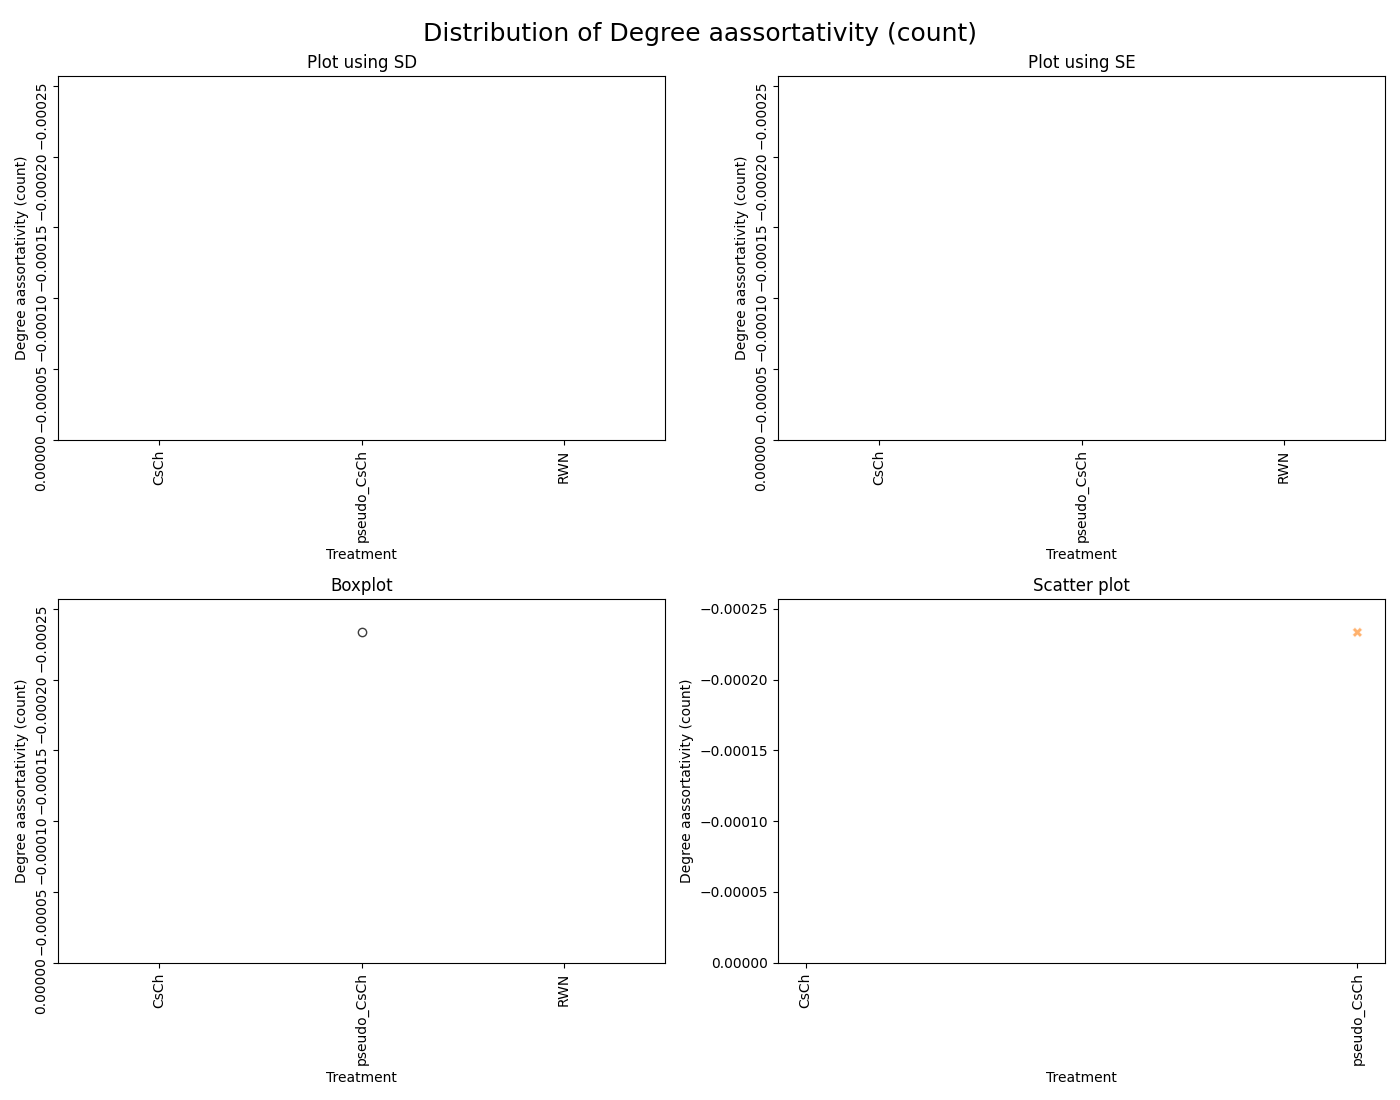 Distribution of Degree aassortativity (count)
Plot using SD
Degree aassortativity (count)
−0.00025
−0.00020
−0.00015
−0.00010
−0.00005
0.00000
CsCh
pseudo_CsCh
RWN
Treatment
Plot using SE
Degree aassortativity (count)
−0.00025
−0.00020
−0.00015
−0.00010
−0.00005
0.00000
CsCh
pseudo_CsCh
RWN
Treatment
Boxplot
Degree aassortativity (count)
−0.00025
−0.00020
−0.00015
−0.00010
−0.00005
0.00000
CsCh
pseudo_CsCh
RWN
Treatment
Scatter plot
Degree aassortativity (count)
−0.00025
−0.00020
−0.00015
−0.00010
−0.00005
0.00000
CsCh
pseudo_CsCh
Treatment